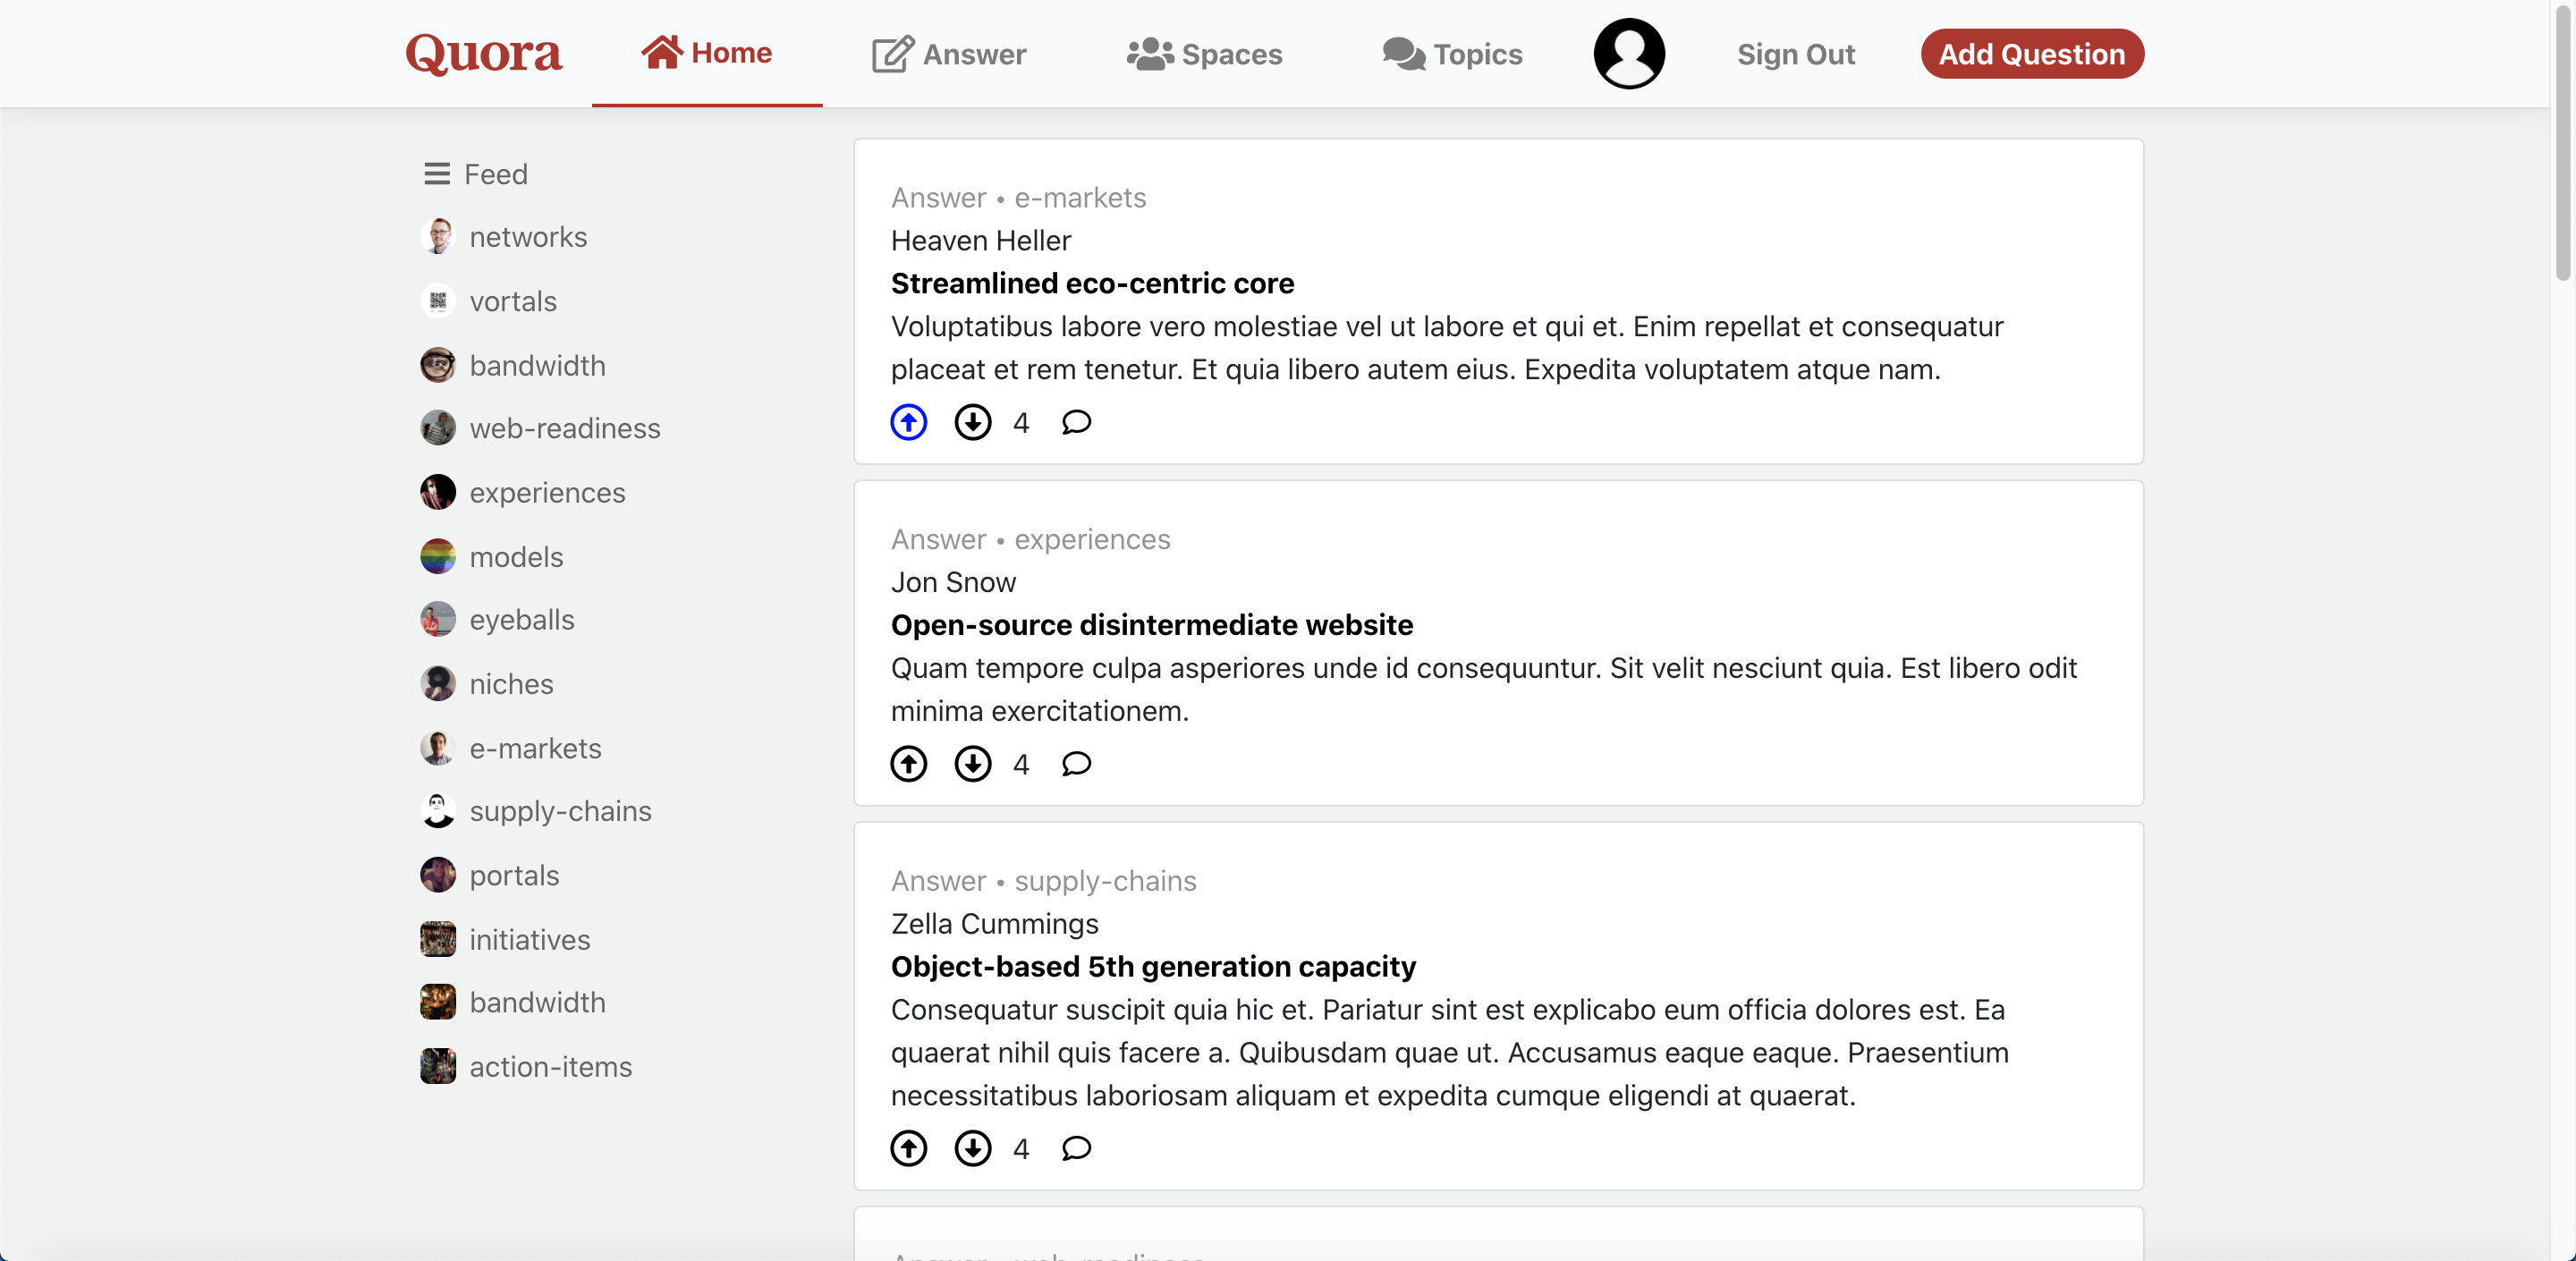 Quora
Home
Answer
Spaces
Topics
Sign Out
Add Question
Feed
networks
vortals
bandwidth
web-readiness
experiences
models
eyeballs
niches
e-markets
supply-chains
portals
initiatives
bandwidth
action-items
Answer • e-markets
Heaven Heller
Streamlined eco-centric core
Voluptatibus labore vero molestiae vel ut labore et qui et. Enim repellat et consequatur
placeat et rem tenetur. Et quia libero autem eius. Expedita voluptatem atque nam.
4
Answer • experiences
Jon Snow
Open-source disintermediate website
Quam tempore culpa asperiores unde id consequuntur. Sit velit nesciunt quia. Est libero odit
minima exercitationem.
4
Answer • supply-chains
Zella Cummings
Object-based 5th generation capacity
Consequatur suscipit quia hic et. Pariatur sint est explicabo eum officia dolores est. Ea
quaerat nihil quis facere a. Quibusdam quae ut. Accusamus eaque eaque. Praesentium
necessitatibus laboriosam aliquam et expedita cumque eligendi at quaerat.
4
Answer • web-readiness